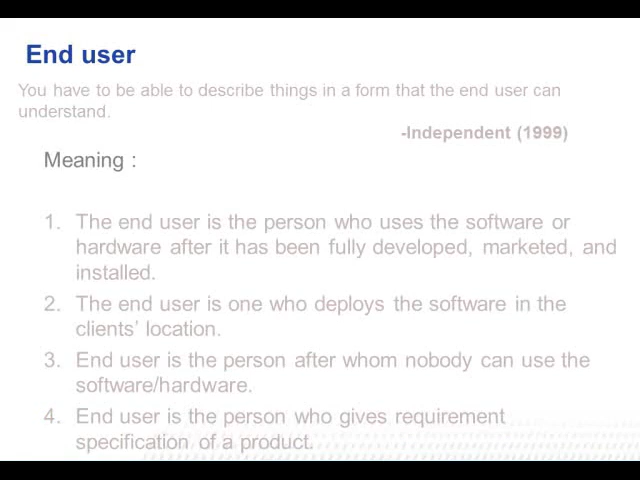 End user
You have to be able to describe things in a form that the end user can
understand.
-Independent (1999)
Meaning :
1. The end user is the person who uses the software or
hardware after it has been fully developed, marketed, and
installed.
2. The end user is one who deploys the software in the
clients’ location.
3. End user is the person after whom nobody can use the
software/hardware.
4. End user is the person who gives requirement
specification of a product.